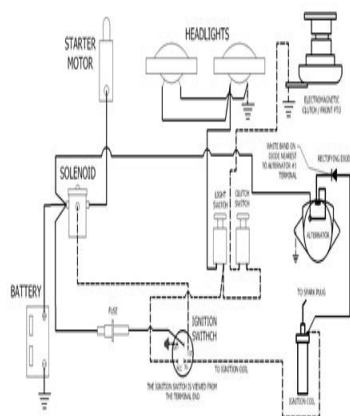 STARTER
MOTOR
HEADLIGHTS
ELECTROMAGNETIC
CLUTCH / FRONT PTO
WHITE BAND ON
DIODE NEAREST
TO ALTERNATOR #1
TERMINAL
RECTIFYING DIODE
SOLENOID
LIGHT
SWITCH
CLUTCH
SWITCH
ALTERNATOR
BATTERY
FUSE
IGNITION
SWITHCH
TO SPARK PLUG
TO IGNITION COIL
THE IGNITION SWITCH IS VIEWED FROM
THE TERMINAL END
IGNITION COIL